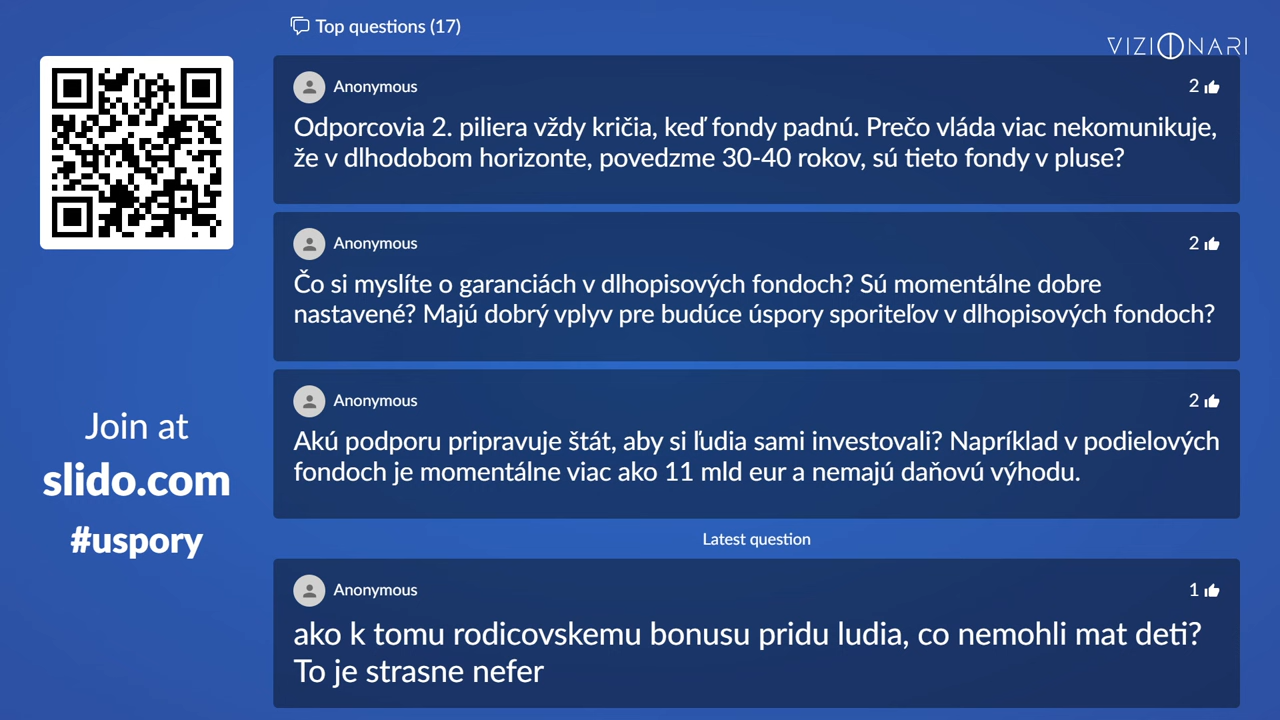 Top questions (17)
VIZIONARI
Anonymous
2
Odporcovia 2. piliera vždy kričia, keď fondy padnú. Prečo vláda viac nekomunikuje,
že v dlhodobom horizonte, povedzme 30-40 rokov, sú tieto fondy v pluse?
Anonymous
2
Čo si myslíte o garanciách v dlhopisových fondoch? Sú momentálne dobre
nastavené? Majú dobrý vplyv pre budúce úspory sporiteľov v dlhopisových fondoch?
Anonymous
2
Akú podporu pripravuje štát, aby si ľudia sami investovali? Napríklad v podielových
fondoch je momentálne viac ako 11 mld eur a nemajú daňovú výhodu.
Join at
slido.com
#uspory
Latest question
Anonymous
1
ako k tomu rodicovskemu bonusu pridu ludia, co nemohli mat deti?
To je strasne nefer